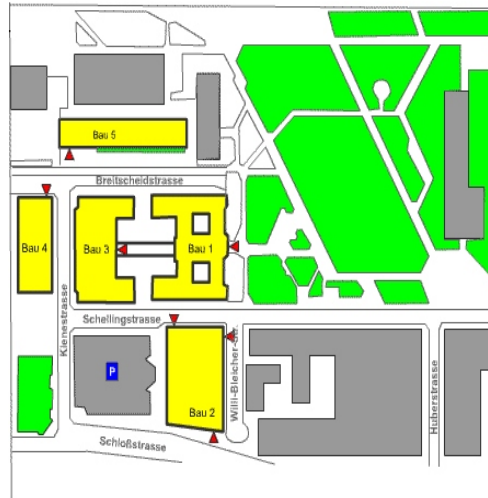 Bau 5
Breitscheidstrasse
Bau 4
Bau 3
Bau 1
Kienestrasse
Schellingstrasse
P
Bau 2
Willi-Bleicher-Str.
Huberstrasse
Schloßstrasse